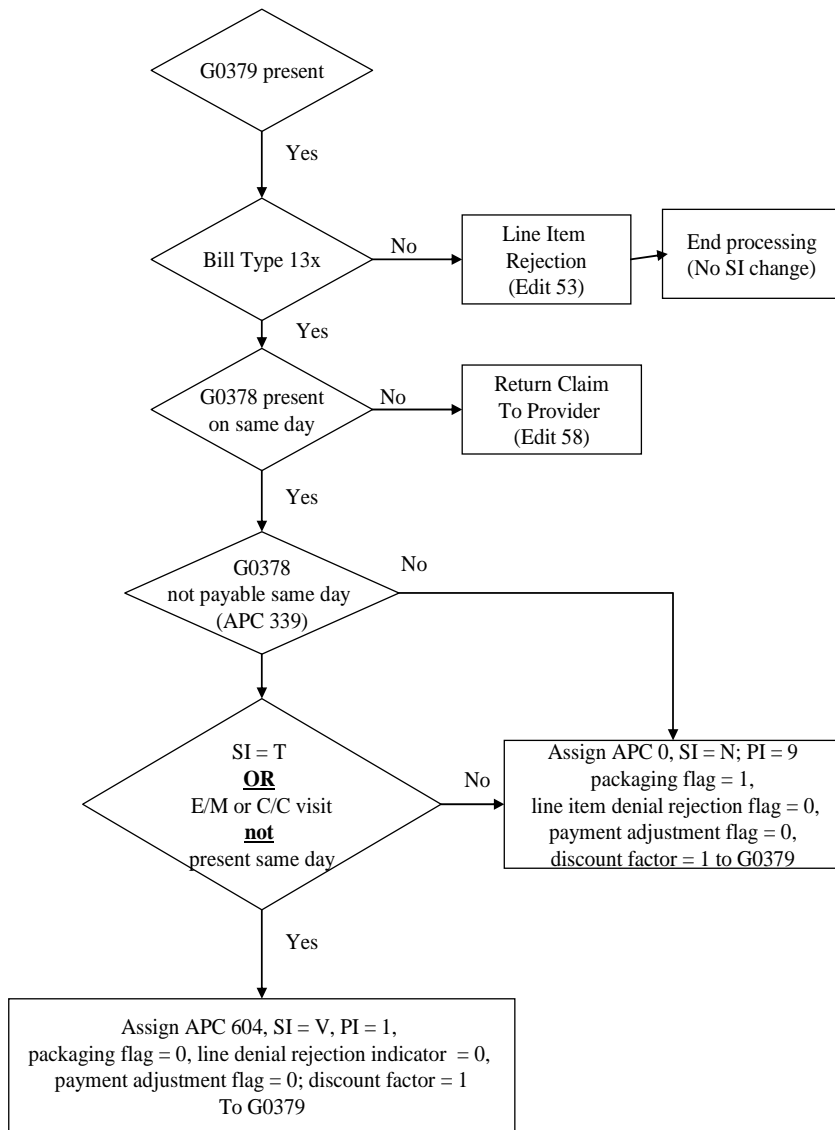 G0379 present
Yes
Bill Type 13x
No
Line Item
Rejection
(Edit 53)
End processing
(No SI change)
Yes
G0378 present
on same day
No
Return Claim
To Provider
(Edit 58)
Yes
G0378
not payable same day
(APC 339)
No
SI = T
OR
E/M or C/C visit
not
present same day
No
Assign APC 0, SI = N; PI = 9
packaging flag = 1,
line item denial rejection flag = 0,
payment adjustment flag = 0,
discount factor = 1 to G0379
Yes
Assign APC 604, SI = V, PI = 1,
packaging flag = 0, line denial rejection indicator = 0,
payment adjustment flag = 0; discount factor = 1
To G0379